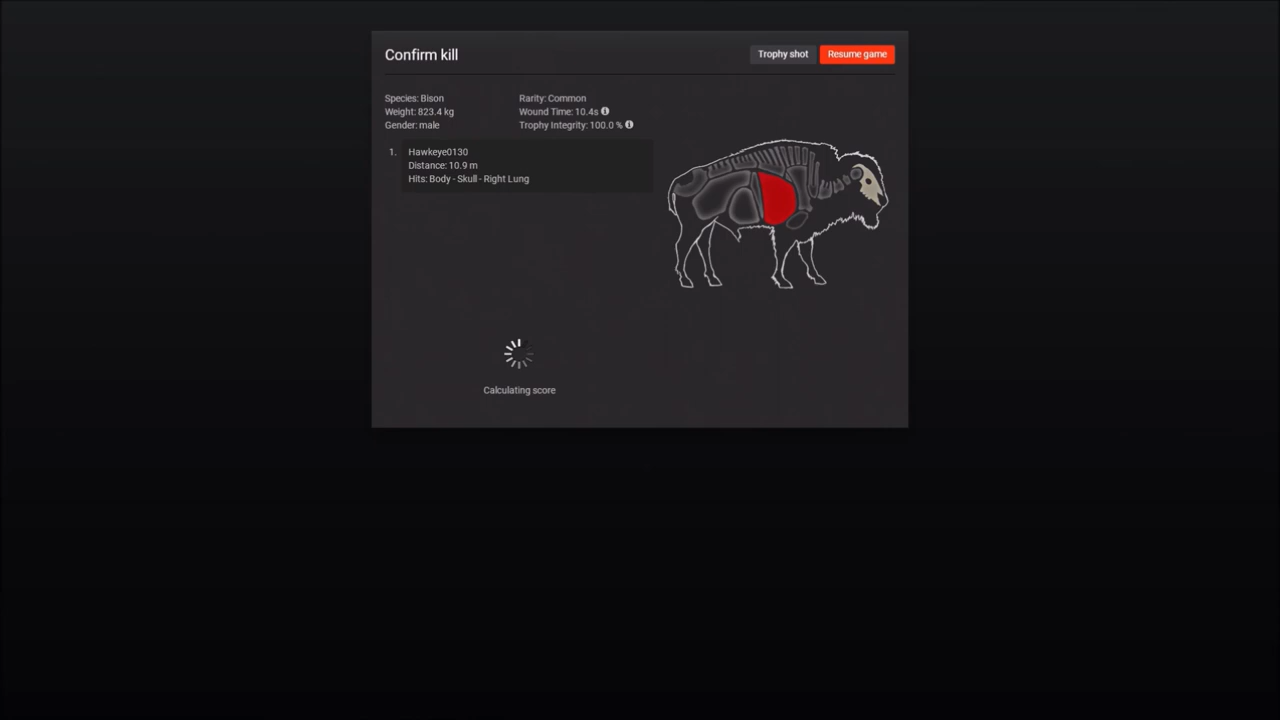 Confirm kill
Trophy shot
Resume game
Species: Bison
Rarity: Common
Weight: 823.4 kg
Wound Time: 10.4s
Gender: male
Trophy Integrity: 100.0 %
1. Hawkeye0130
Distance: 10.9 m
Hits: Body - Skull - Right Lung
Calculating score